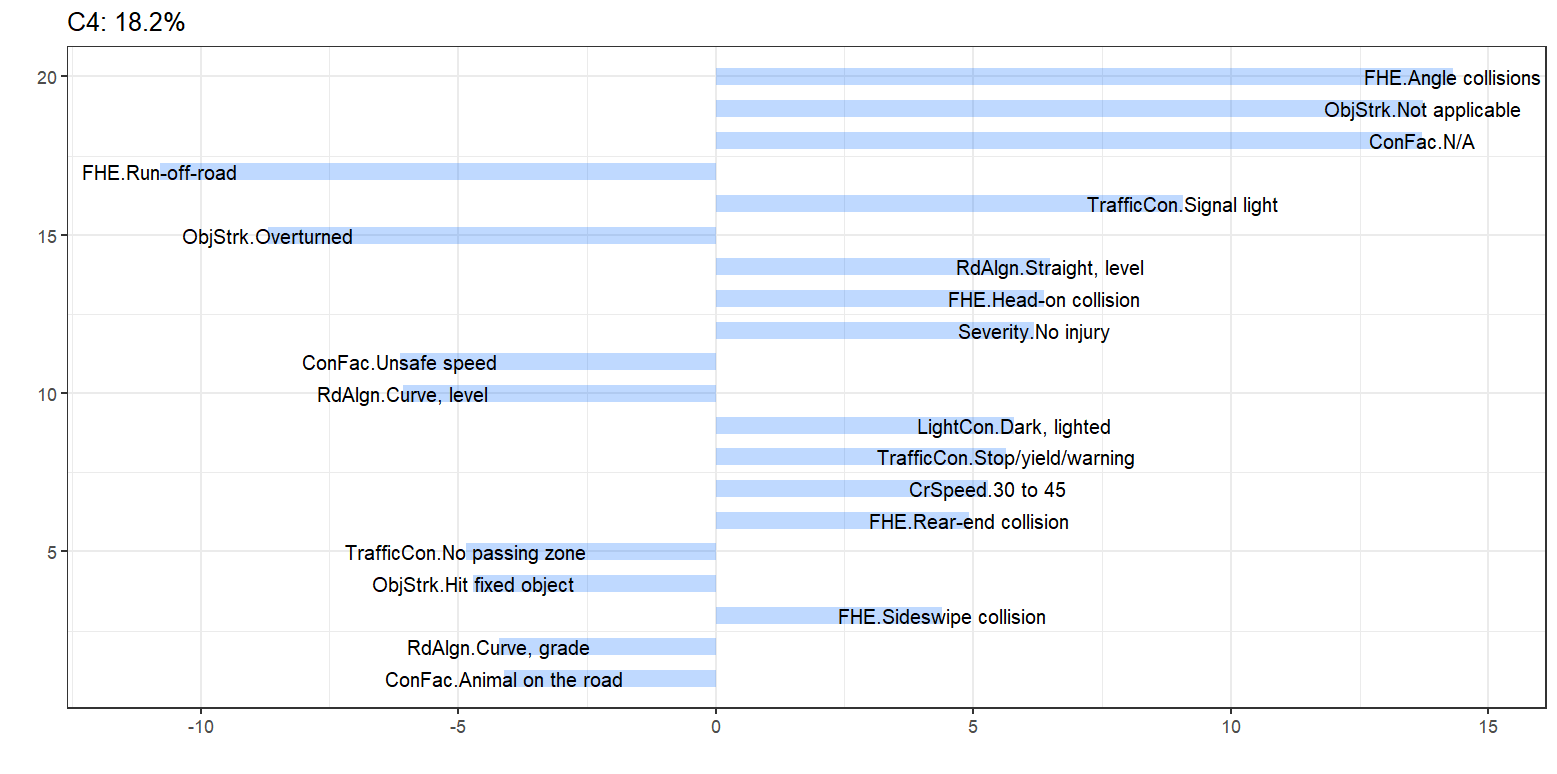 C4: 18.2%
20
FHE.Angle collisions
ObjStrk.Not applicable
ConFac.N/A
FHE.Run-off-road
TrafficCon.Signal light
15
ObjStrk.Overturned
RdAlgn.Straight, level
FHE.Head-on collision
Severity.No injury
ConFac.Unsafe speed
10
RdAlgn.Curve, level
LightCon.Dark, lighted
TrafficCon.Stop/yield/warning
CrSpeed.30 to 45
FHE.Rear-end collision
5
TrafficCon.No passing zone
ObjStrk.Hit fixed object
FHE.Sideswipe collision
RdAlgn.Curve, grade
ConFac.Animal on the road
-10 -5 0 5 10 15